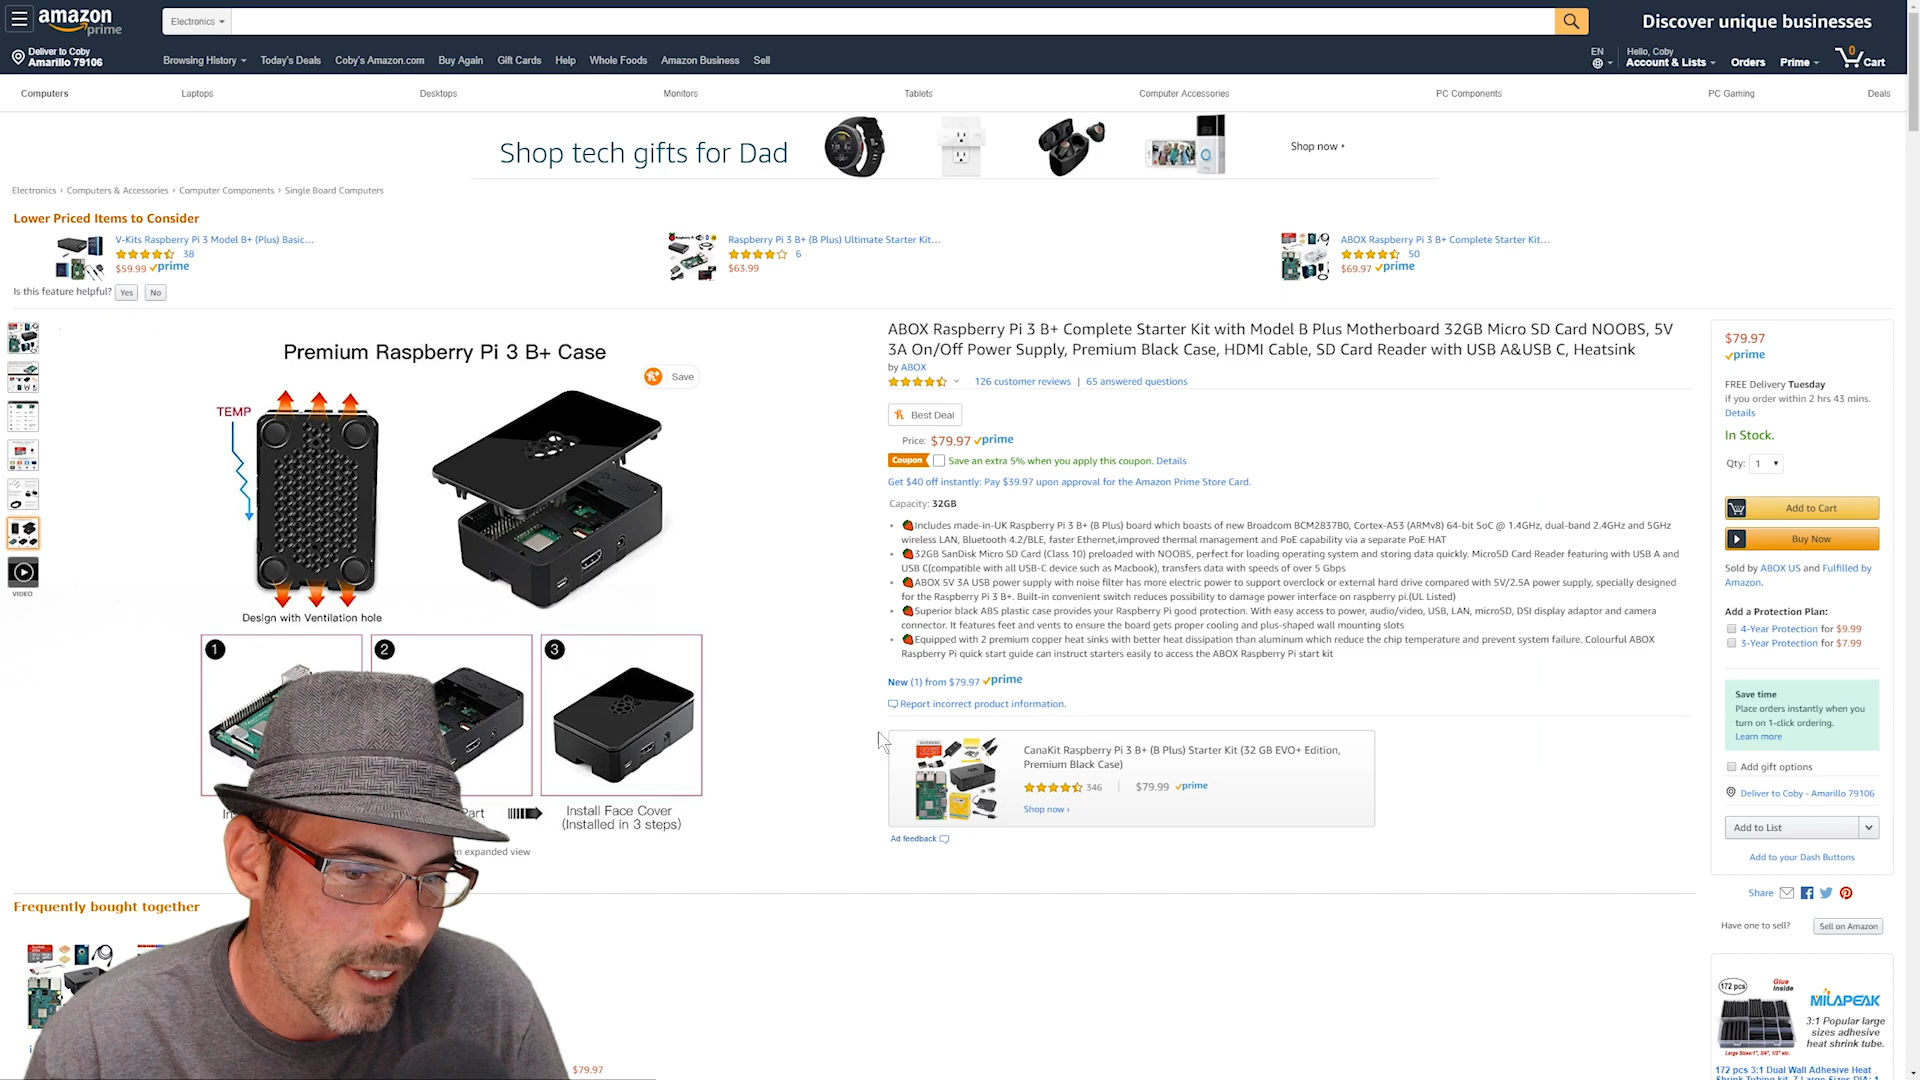 amazon
prime
Electronics
Discover unique businesses
Deliver to Coby
Amarillo 79106
Browsing History
Today's Deals
Coby's Amazon.com
Buy Again
Gift Cards
Help
Whole Foods
Amazon Business
Sell
EN
Hello, Coby
Account & Lists
Orders
Prime
0
Cart
Computers
Laptops
Desktops
Monitors
Tablets
Computer Accessories
PC Components
PC Gaming
Deals
Shop tech gifts for Dad
Shop now
Electronics › Computers & Accessories › Computer Components › Single Board Computers
Lower Priced Items to Consider
V-Kits Raspberry Pi 3 Model B+ (Plus) Basic...
38
$59.99 prime
Raspberry Pi 3 B+ (B Plus) Ultimate Starter Kit...
6
$63.99
ABOX Raspberry Pi 3 B+ Complete Starter Kit...
50
$69.97 prime
Is this feature helpful? Yes No
VIDEO
Premium Raspberry Pi 3 B+ Case
Save
TEMP
Design with Ventilation hole
1
2
3
Part
Install Face Cover
(Installed in 3 steps)
expanded view
ABOX Raspberry Pi 3 B+ Complete Starter Kit with Model B Plus Motherboard 32GB Micro SD Card NOOBS, 5V
3A On/Off Power Supply, Premium Black Case, HDMI Cable, SD Card Reader with USB A&USB C, Heatsink
by ABOX
126 customer reviews | 65 answered questions
Best Deal
Price: $79.97 prime
Coupon Save an extra 5% when you apply this coupon. Details
Get $40 off instantly: Pay $39.97 upon approval for the Amazon Prime Store Card.
Capacity: 32GB
• Includes made-in-UK Raspberry Pi 3 B+ (B Plus) board which boasts of new Broadcom BCM2837B0, Cortex-A53 (ARMv8) 64-bit SoC @ 1.4GHz, dual-band 2.4GHz and 5GHz
wireless LAN, Bluetooth 4.2/BLE, faster Ethernet,improved thermal management and PoE capability via a separate PoE HAT
• 32GB SanDisk Micro SD Card (Class 10) preloaded with NOOBS, perfect for loading operating system and storing data quickly. MicroSD Card Reader featuring with USB A and
USB C(compatible with all USB-C device such as Macbook), transfers data with speeds of over 5 Gbps
• ABOX 5V 3A USB power supply with noise filter has more electric power to support overclock or external hard drive compared with 5V/2.5A power supply, specially designed
for the Raspberry Pi 3 B+. Built-in convenient switch reduces possibility to damage power interface on raspberry pi.(UL Listed)
• Superior black ABS plastic case provides your Raspberry Pi good protection. With easy access to power, audio/video, USB, LAN, microSD, DSI display adaptor and camera
connector. It features feet and vents to ensure the board gets proper cooling and plus-shaped wall mounting slots
• Equipped with 2 premium copper heat sinks with better heat dissipation than aluminum which reduce the chip temperature and prevent system failure. Colourful ABOX
Raspberry Pi quick start guide can instruct starters easily to access the ABOX Raspberry Pi start kit
New (1) from $79.97 prime
Report incorrect product information.
CanaKit Raspberry Pi 3 B+ (B Plus) Starter Kit (32 GB EVO+ Edition,
Premium Black Case)
346 | $79.99 prime
Shop now ›
Ad feedback
$79.97
prime
FREE Delivery Tuesday
if you order within 2 hrs 43 mins.
Details
In Stock.
Qty: 1
Add to Cart
Buy Now
Sold by ABOX US and Fulfilled by
Amazon.
Add a Protection Plan:
4-Year Protection for $9.99
3-Year Protection for $7.99
Save time
Place orders instantly when you
turn on 1-click ordering.
Learn more
Add gift options
Deliver to Coby - Amarillo 79106
Add to List
Add to your Dash Buttons
Share
Have one to sell? Sell on Amazon
172 pcs
Glue
Inside
MILAPEAK
3:1 Popular large
sizes adhesive
heat shrink tube.
172 pcs 3:1 Dual Wall Adhesive Heat
Frequently bought together
$79.97